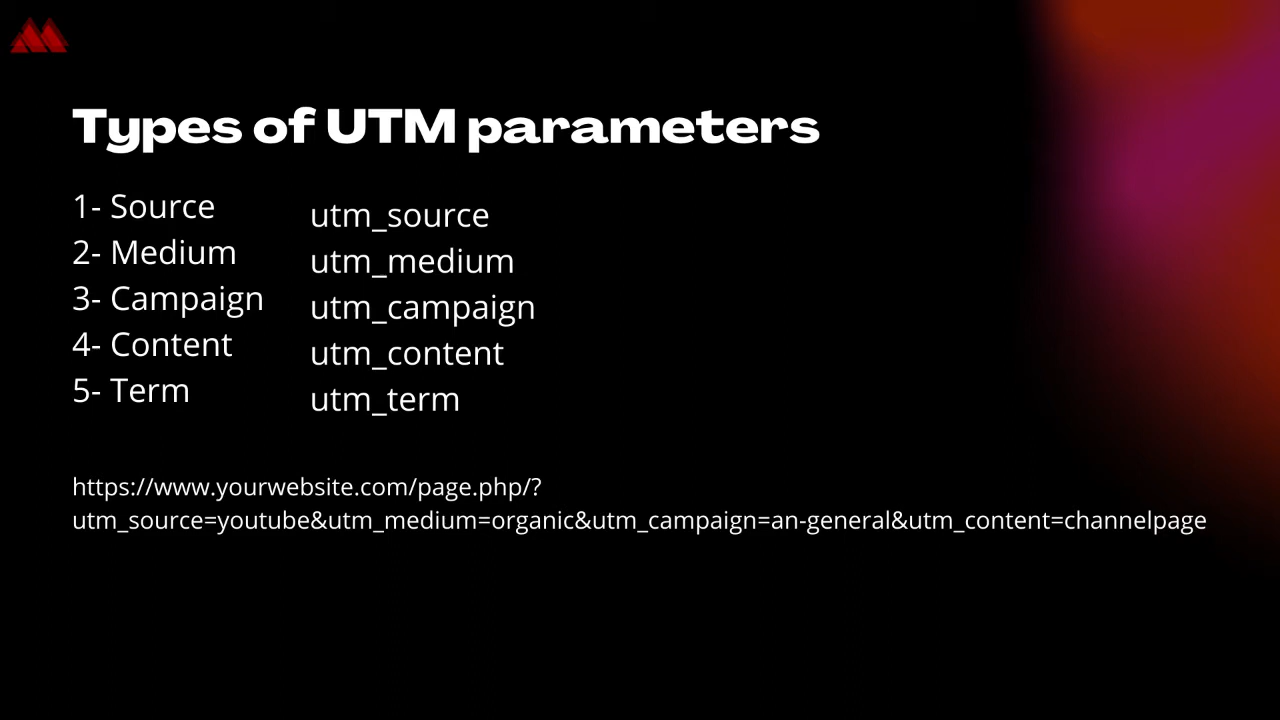 Types of UTM parameters
1- Source
2- Medium
3- Campaign
4- Content
5- Term
utm_source
utm_medium
utm_campaign
utm_content
utm_term
https://www.yourwebsite.com/page.php/?
utm_source=youtube&utm_medium=organic&utm_campaign=an-general&utm_content=channelpage